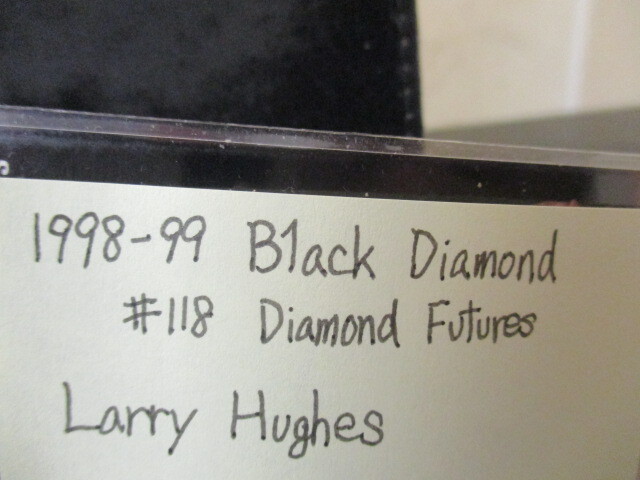 1998-99 Black Diamond
#118 Diamond Futures
Larry Hughes